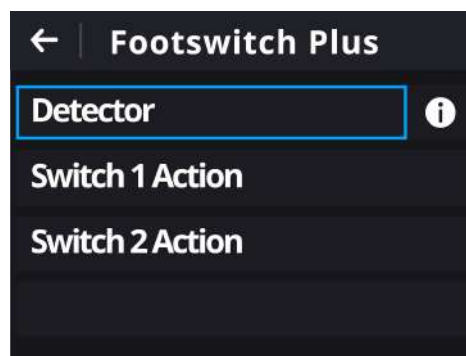 Footswitch Plus
Detector
Switch 1 Action
Switch 2 Action